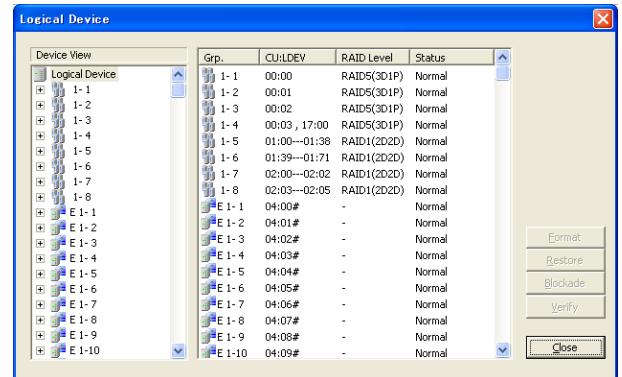 Logical Device
Device View
Logical Device
1- 1
1- 2
1- 3
1- 4
1- 5
1- 6
1- 7
1- 8
E 1- 1
E 1- 2
E 1- 3
E 1- 4
E 1- 5
E 1- 6
E 1- 7
E 1- 8
E 1- 9
E 1-10
Grp. CU:LDEV RAID Level Status
1- 1 00:00 RAID5(3D1P) Normal
1- 2 00:01 RAID5(3D1P) Normal
1- 3 00:02 RAID5(3D1P) Normal
1- 4 00:03 , 17:00 RAID5(3D1P) Normal
1- 5 01:00---01:38 RAID1(2D2D) Normal
1- 6 01:39---01:71 RAID1(2D2D) Normal
1- 7 02:00---02:02 RAID1(2D2D) Normal
1- 8 02:03---02:05 RAID1(2D2D) Normal
E 1- 1 04:00# - Normal
E 1- 2 04:01# - Normal
E 1- 3 04:02# - Normal
E 1- 4 04:03# - Normal
E 1- 5 04:04# - Normal
E 1- 6 04:05# - Normal
E 1- 7 04:06# - Normal
E 1- 8 04:07# - Normal
E 1- 9 04:08# - Normal
E 1-10 04:09# - Normal
Format
Restore
Blockade
Verify
Close